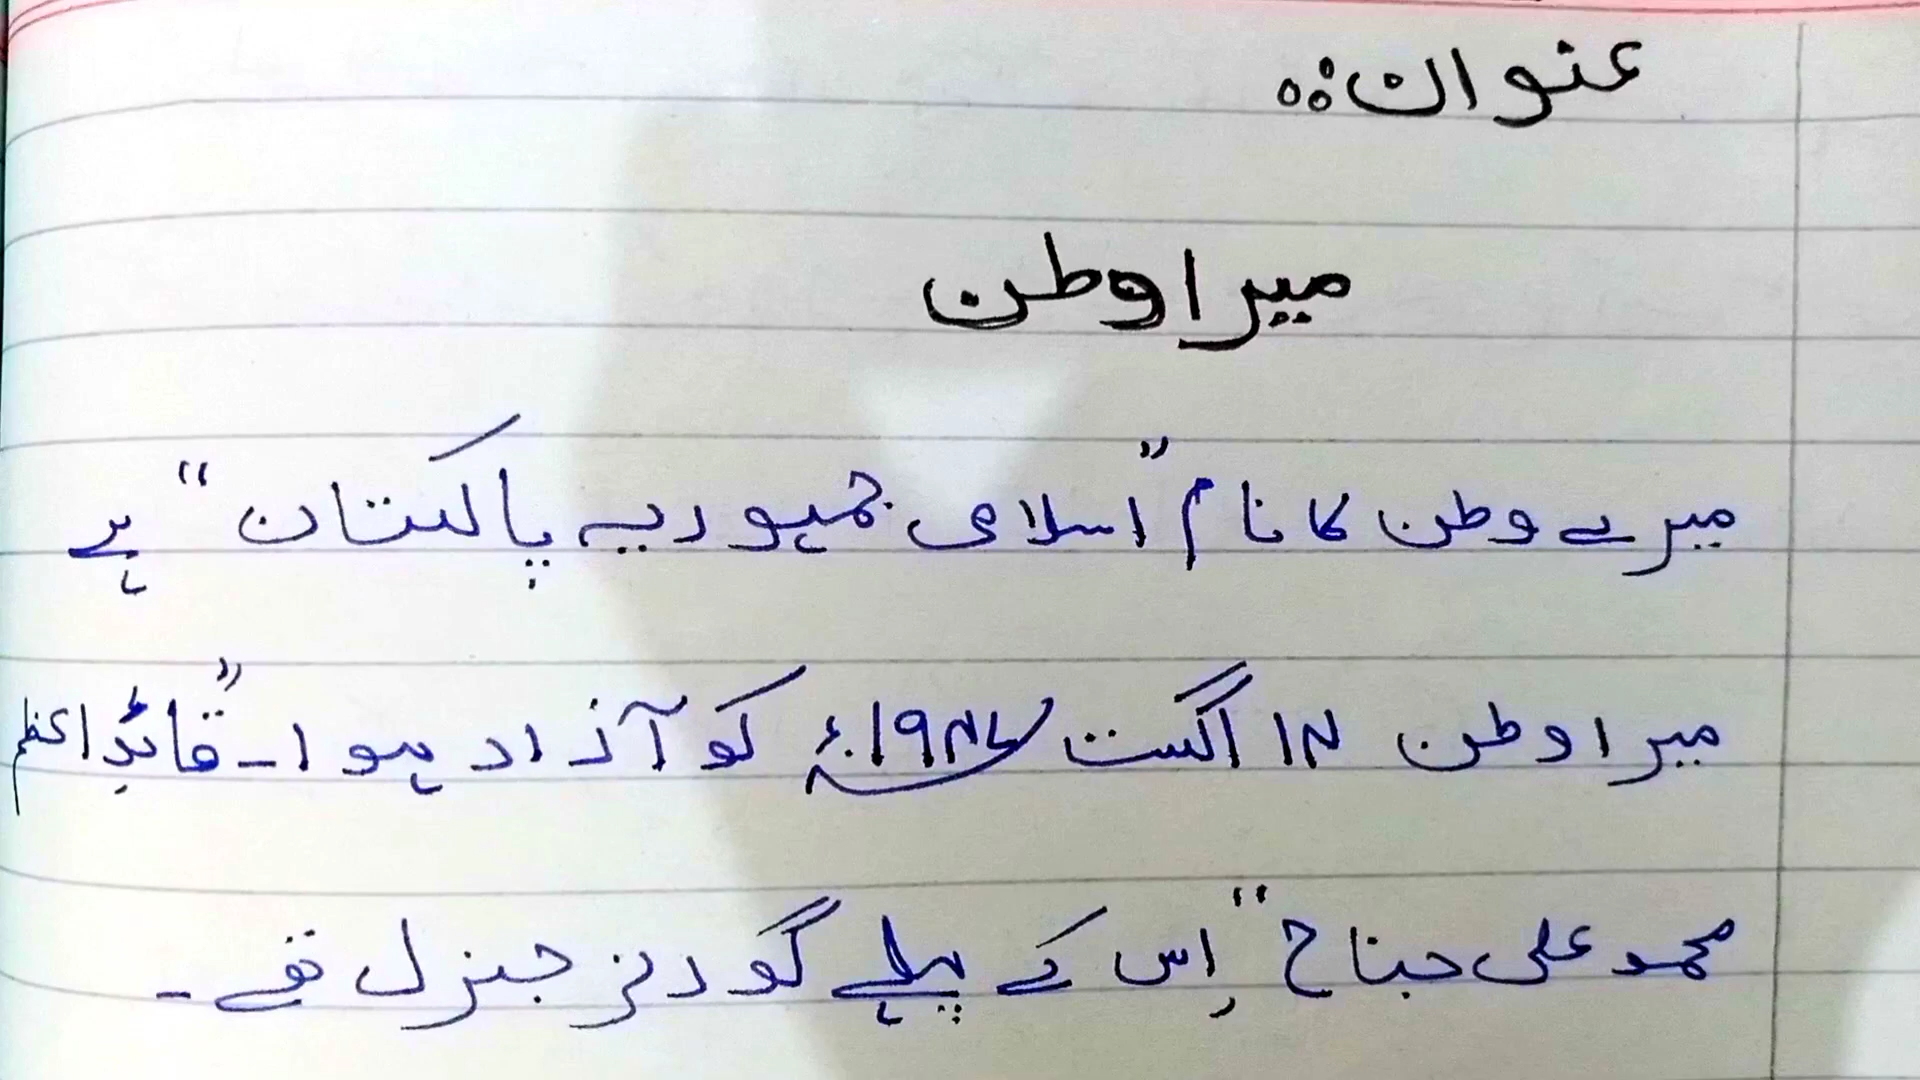 عنوان:۔
میرا وطن
میرے وطن کا نام "اسلامی جمہوریہ پاکستان" ہے
میرا وطن ۱۴ اگست ۱۹۴۷ء کو آزاد ہوا۔ "قائدِ اعظم
محمد علی جناح" اِس کے پہلے گورنر جنرل تھے۔